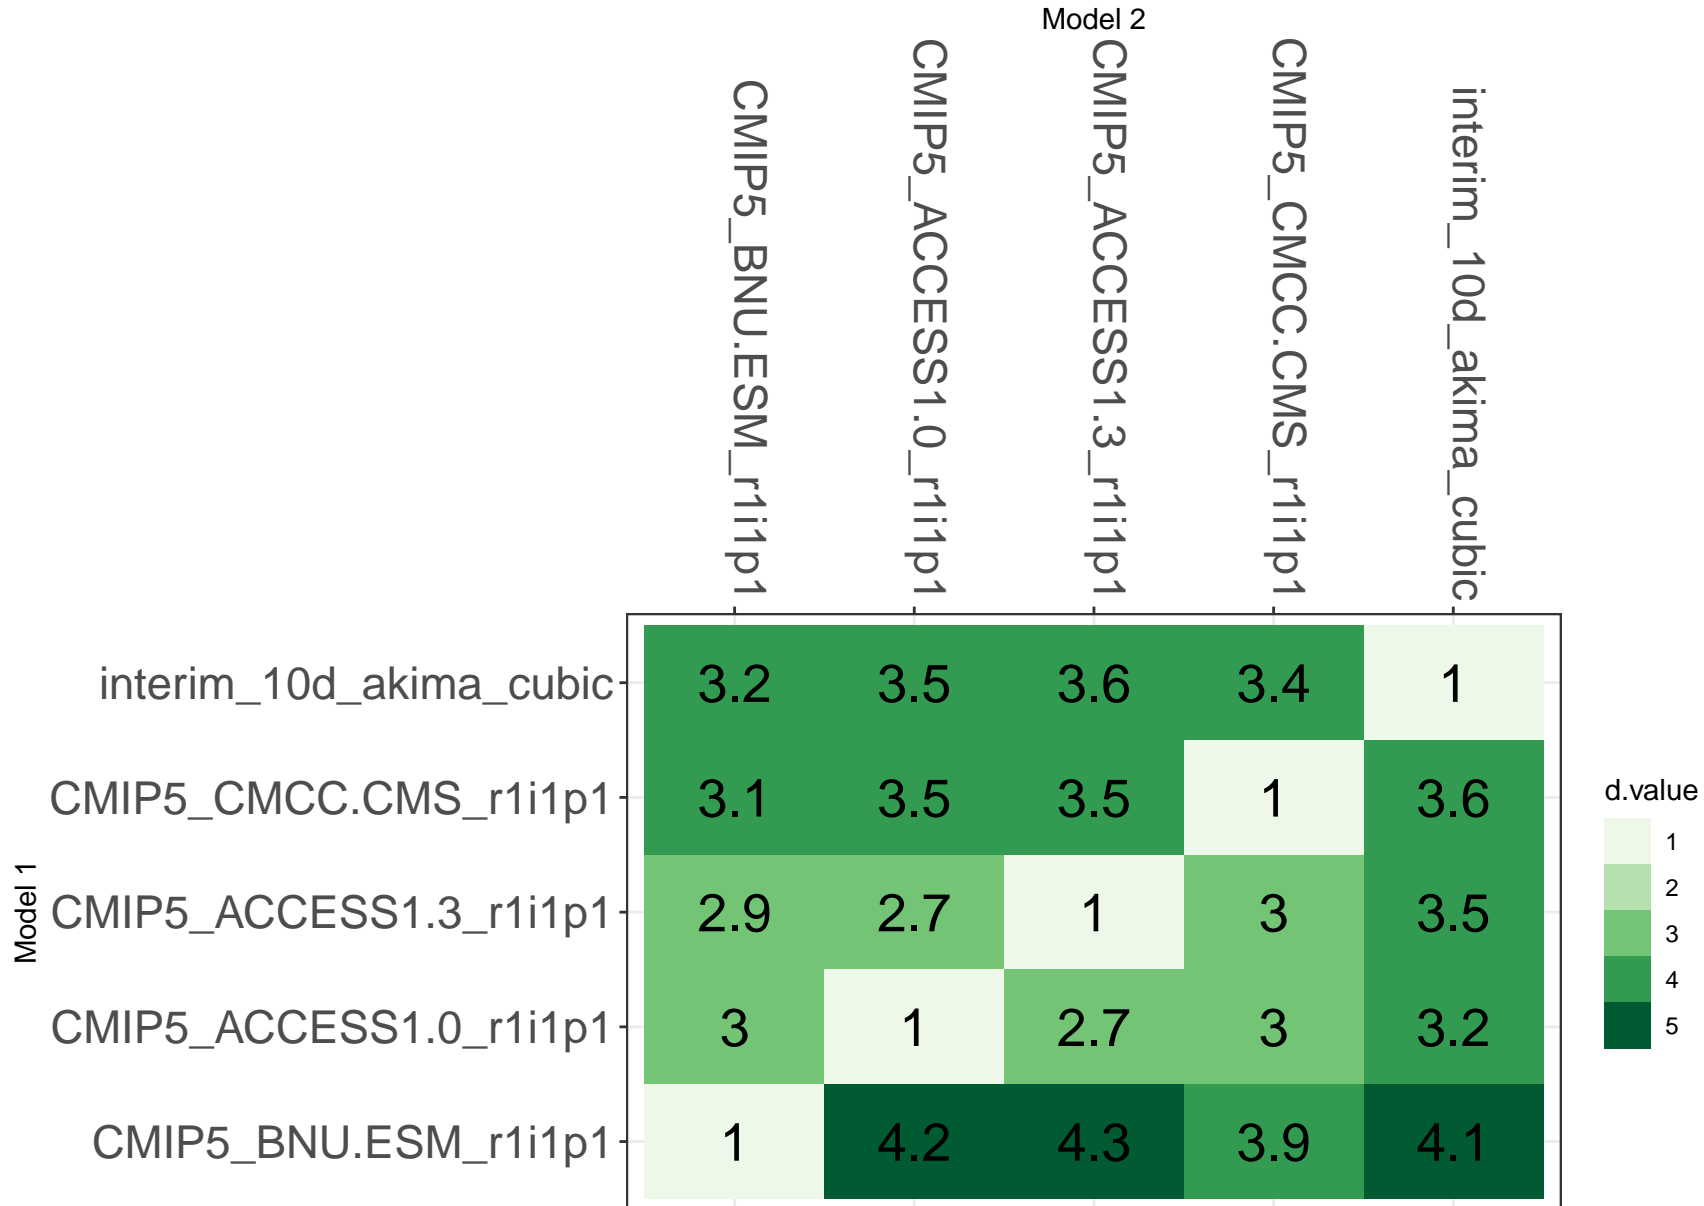 Model 2
CMIP5_BNU.ESM_r1i1p1
CMIP5_ACCESS1.0_r1i1p1
CMIP5_ACCESS1.3_r1i1p1
CMIP5_CMCC.CMS_r1i1p1
interim_10d_akima_cubic
Model 1
interim_10d_akima_cubic 3.2 3.5 3.6 3.4 1
CMIP5_CMCC.CMS_r1i1p1 3.1 3.5 3.5 1 3.6
CMIP5_ACCESS1.3_r1i1p1 2.9 2.7 1 3 3.5
CMIP5_ACCESS1.0_r1i1p1 3 1 2.7 3 3.2
CMIP5_BNU.ESM_r1i1p1 1 4.2 4.3 3.9 4.1
d.value
1
2
3
4
5